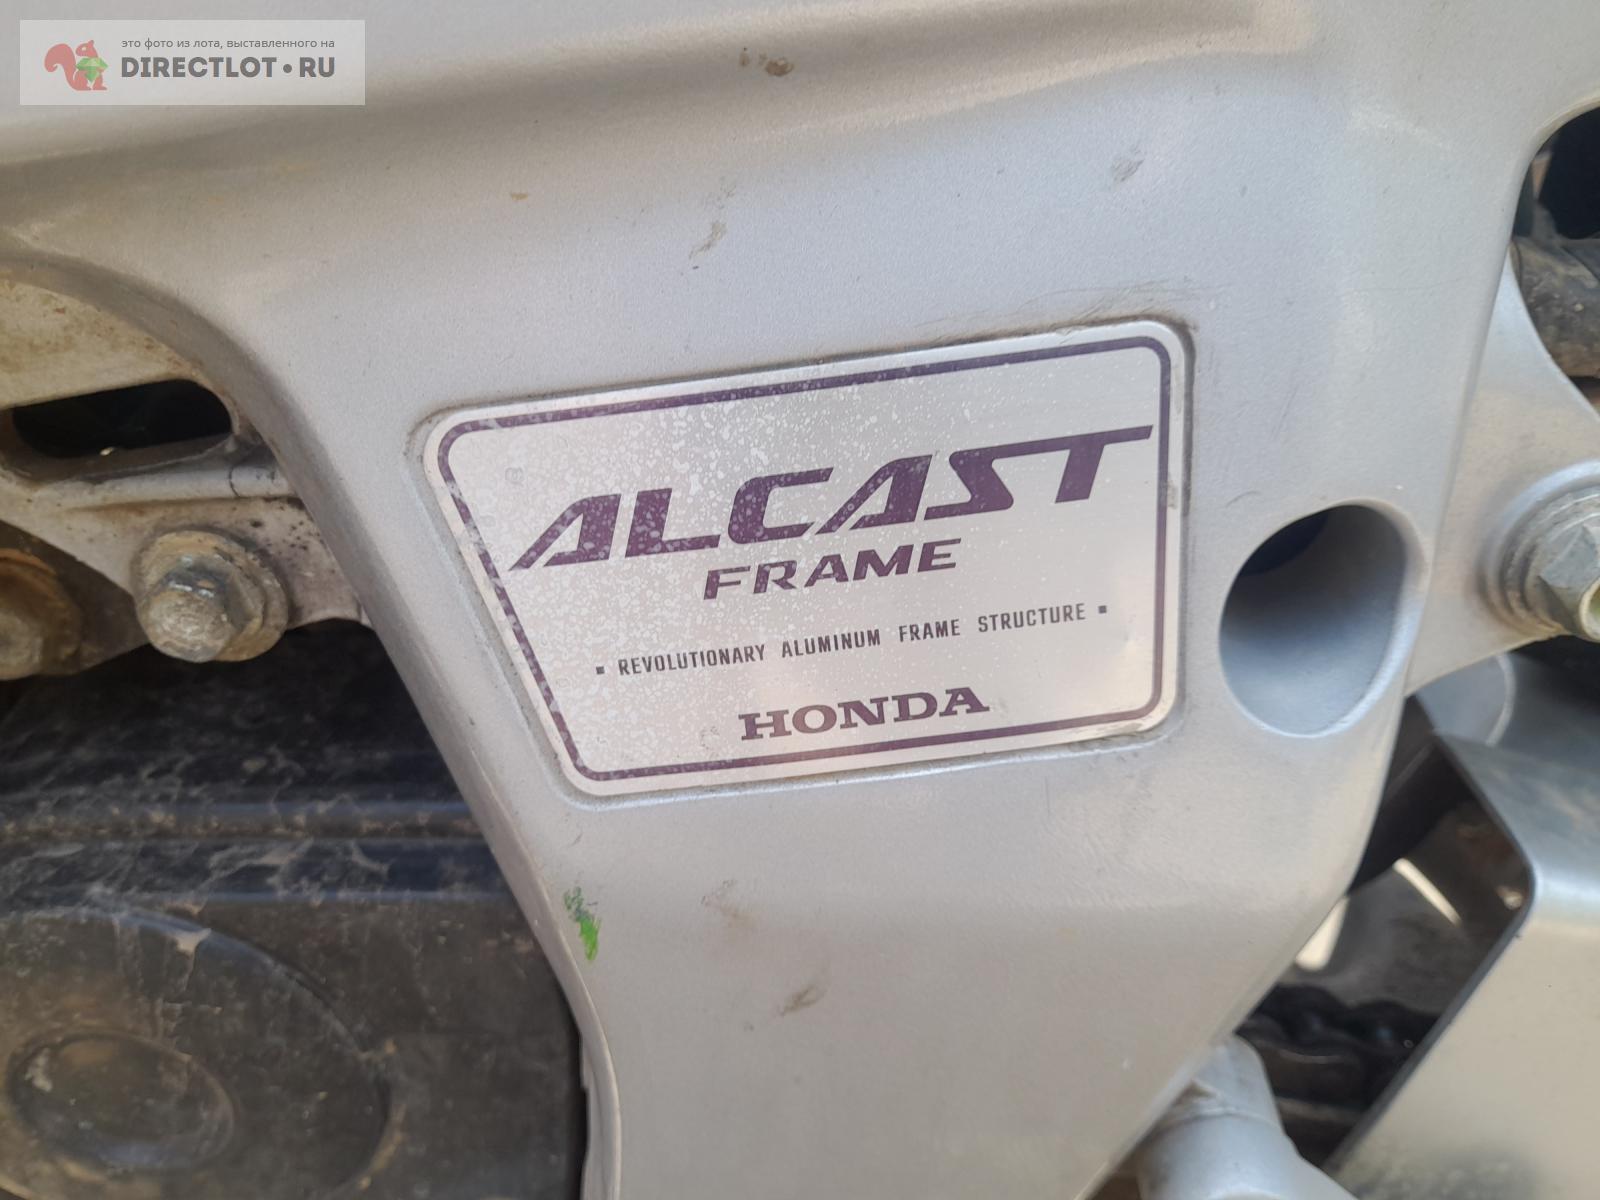 это фото из лота, выставленного на
DIRECTLOT•RU
ALCAST
FRAME
▪ REVOLUTIONARY ALUMINUM FRAME STRUCTURE ▪
HONDA